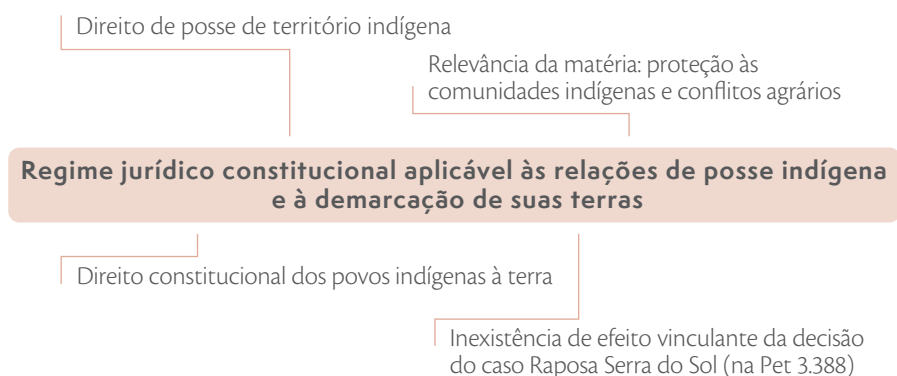 Direito de posse de território indígena
Relevância da matéria: proteção às
comunidades indígenas e conflitos agrários
Regime jurídico constitucional aplicável às relações de posse indígena
e à demarcação de suas terras
Direito constitucional dos povos indígenas à terra
Inexistência de efeito vinculante da decisão
do caso Raposa Serra do Sol (na Pet 3.388)